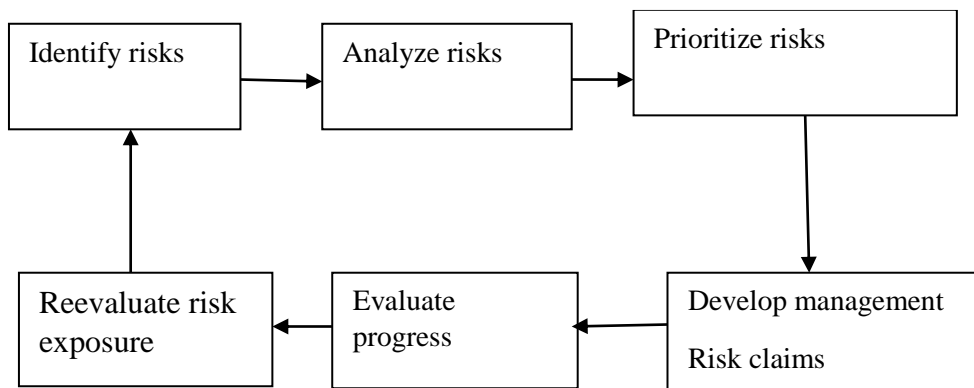 Identify risks
Analyze risks
Prioritize risks
Develop management
Risk claims
Evaluate
progress
Reevaluate risk
exposure